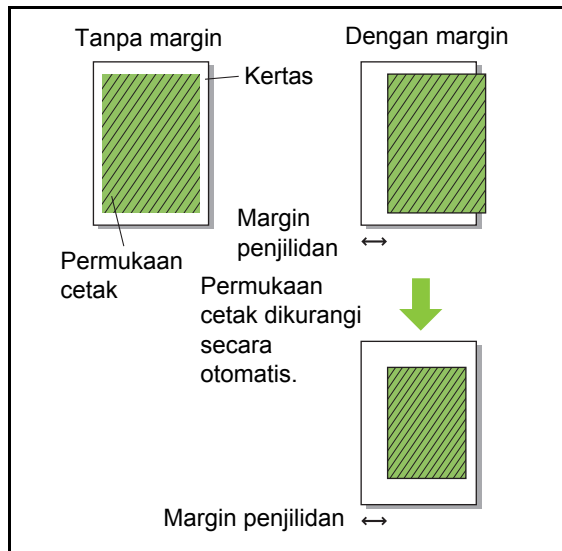 Tanpa margin
Dengan margin
Kertas
Margin
penjilidan
Permukaan
cetak
Permukaan
cetak dikurangi
secara
otomatis.
Margin penjilidan